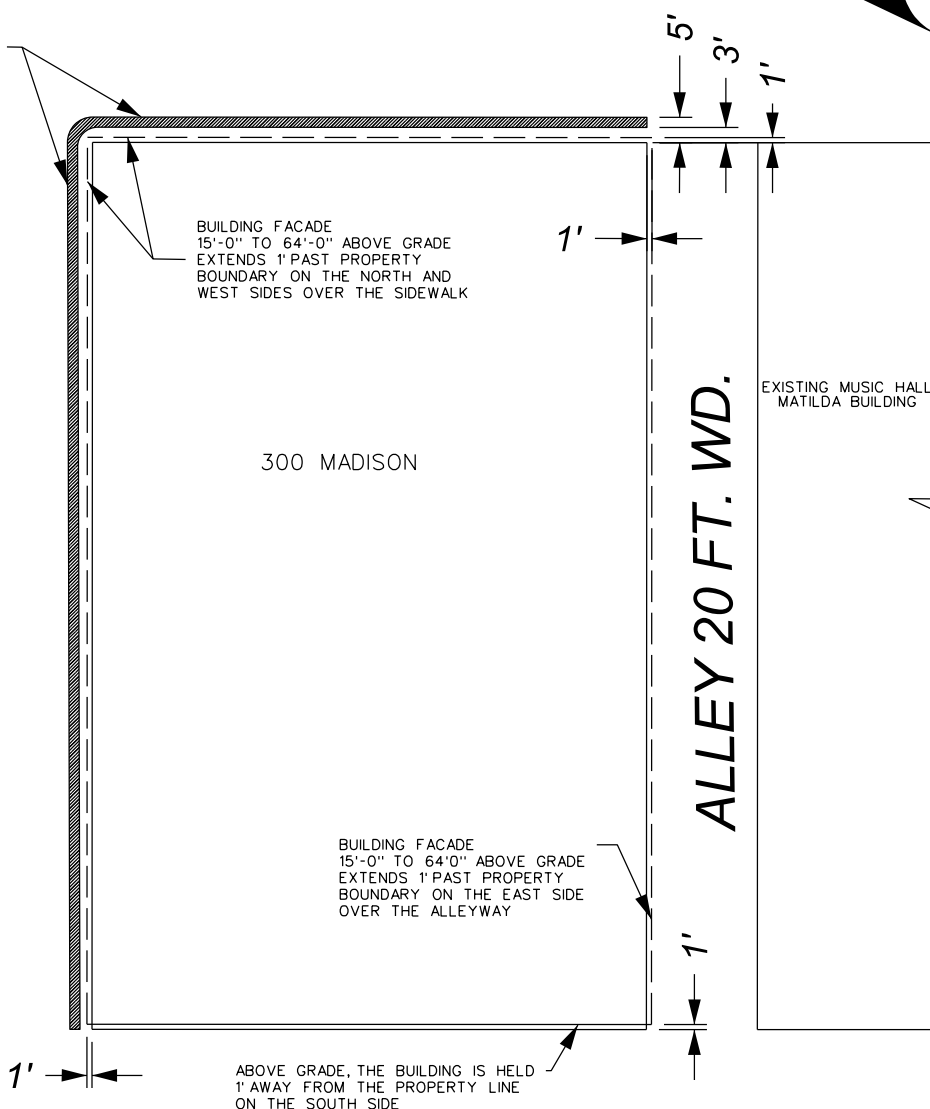 5'
3'
1'
BUILDING FACADE
15'-0" TO 64'-0" ABOVE GRADE
EXTENDS 1' PAST PROPERTY
BOUNDARY ON THE NORTH AND
WEST SIDES OVER THE SIDEWALK
1'
EXISTING MUSIC HALL
MATILDA BUILDING
300 MADISON
ALLEY 20 FT. WD.
BUILDING FACADE
15'-0" TO 64'0" ABOVE GRADE
EXTENDS 1' PAST PROPERTY
BOUNDARY ON THE EAST SIDE
OVER THE ALLEYWAY
1'
1'
ABOVE GRADE, THE BUILDING IS HELD
1' AWAY FROM THE PROPERTY LINE
ON THE SOUTH SIDE